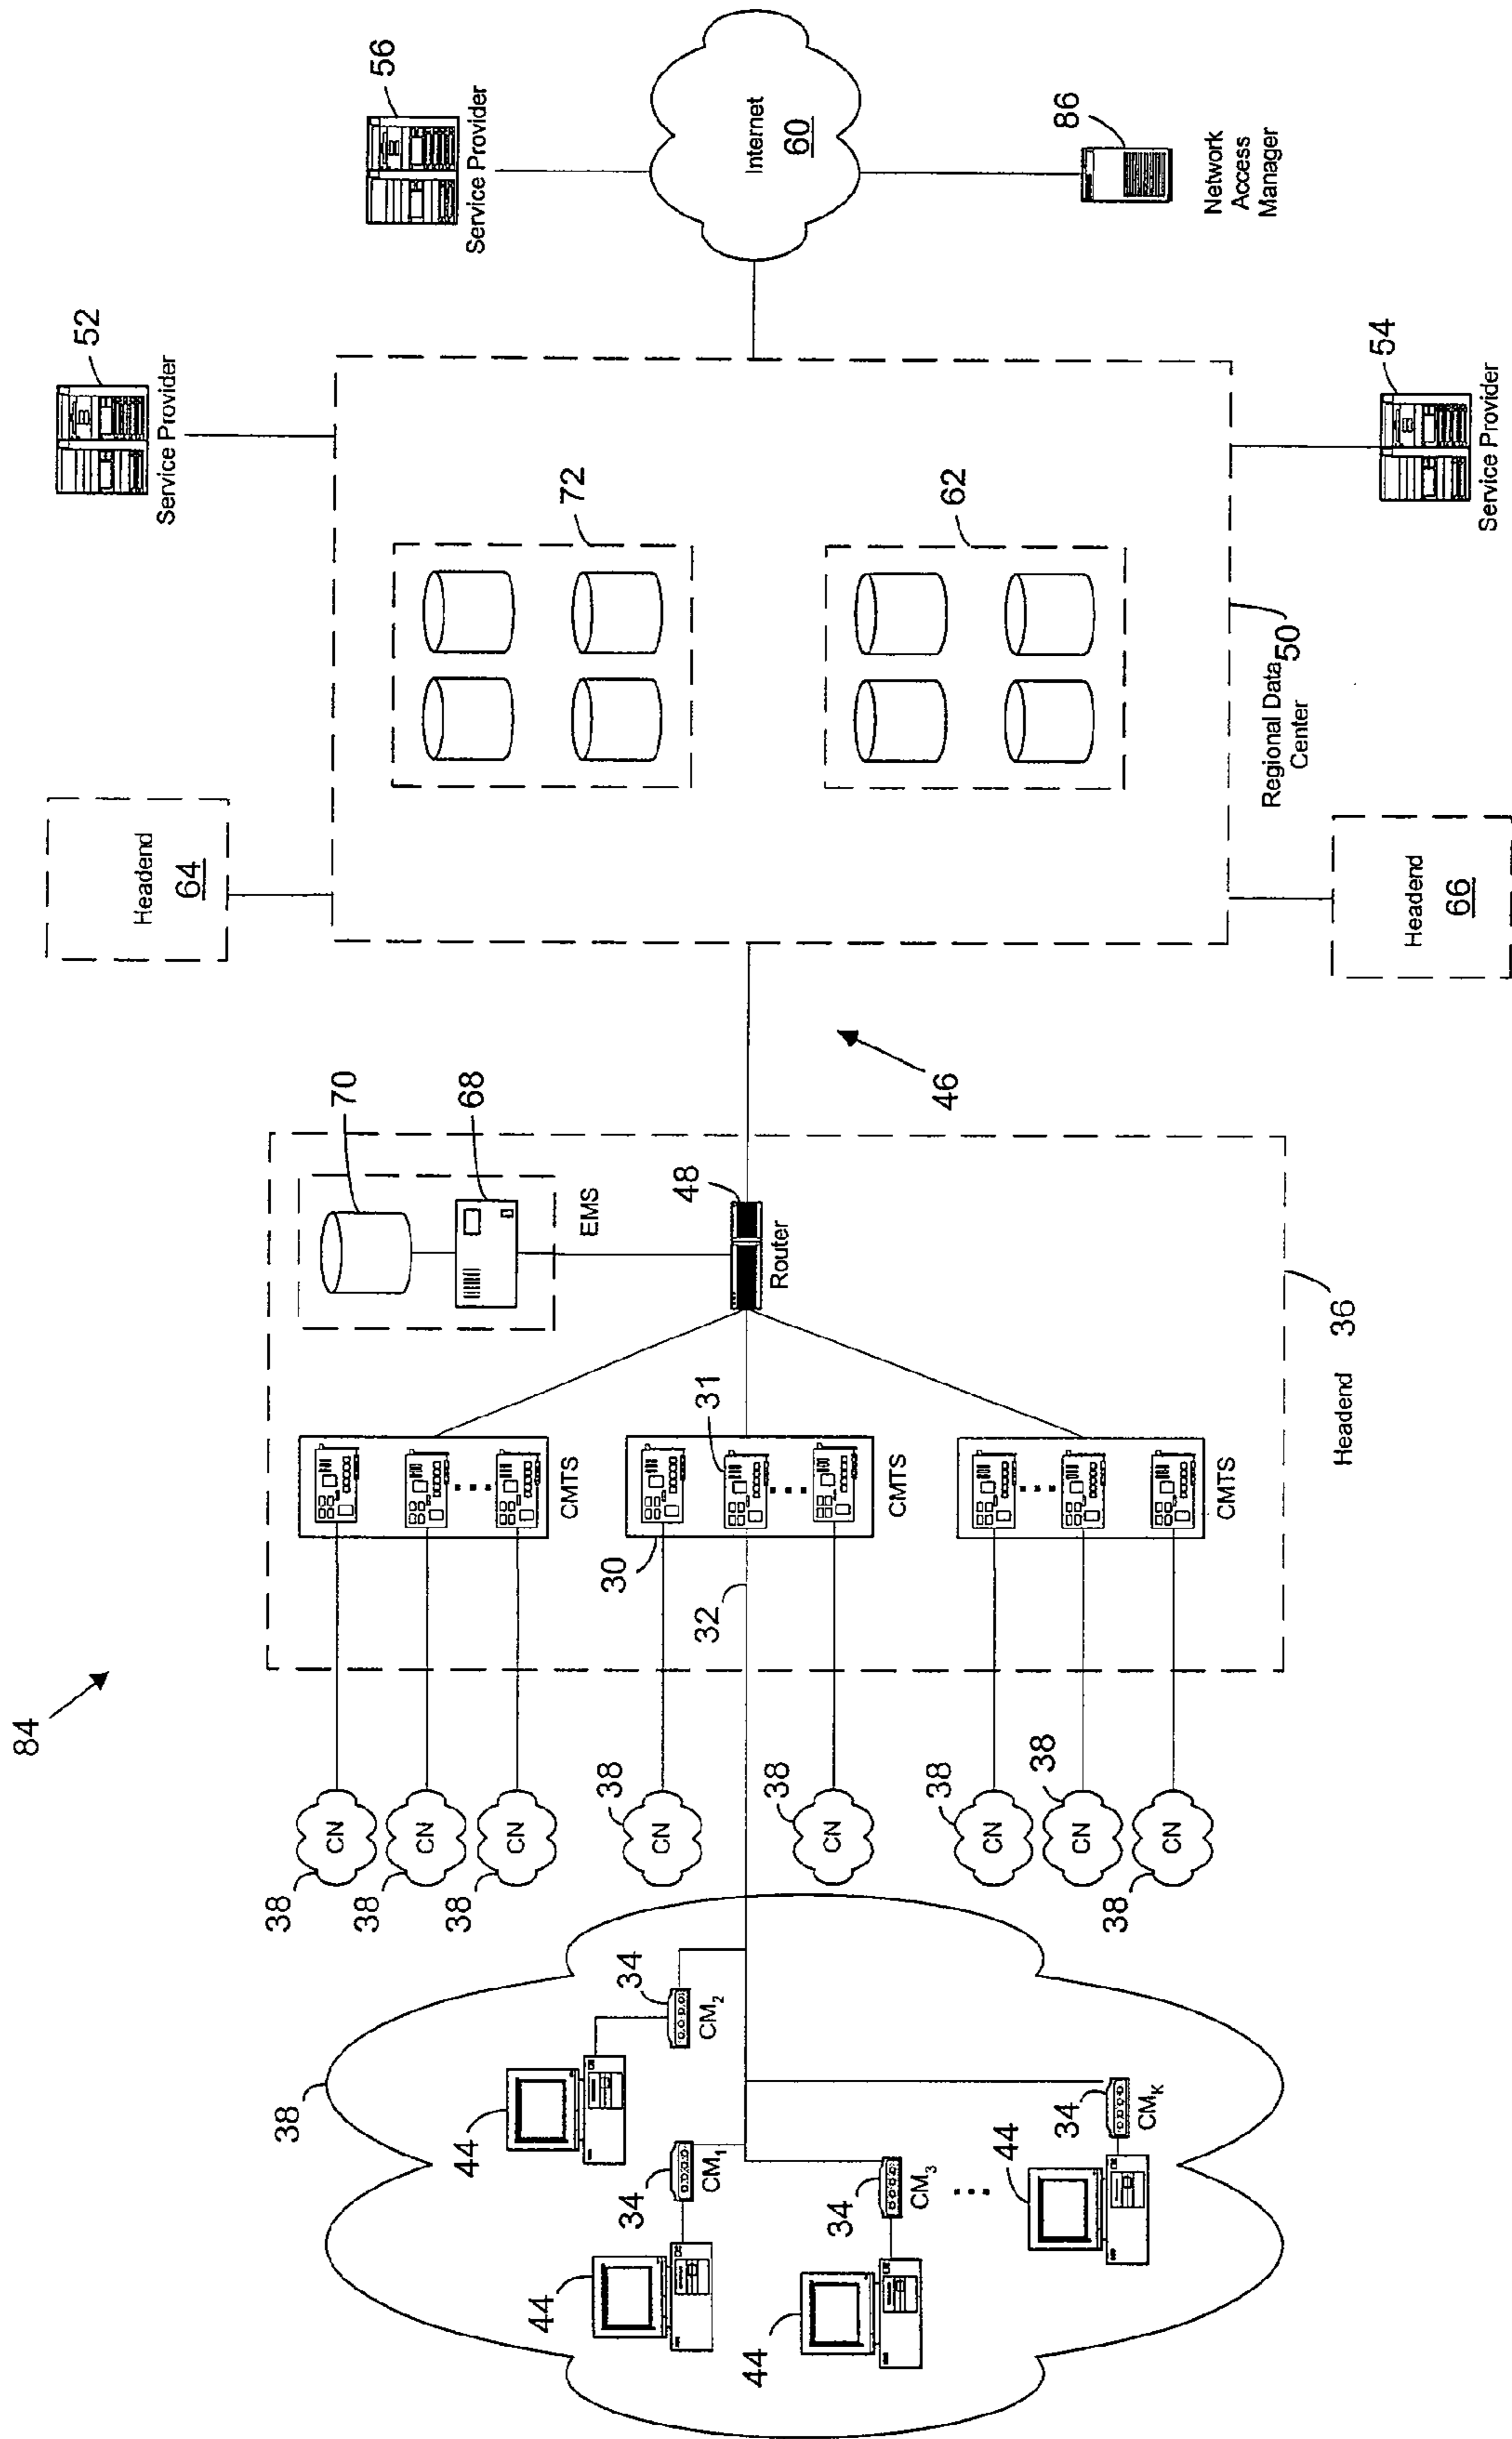 84
38
44
34
CM2
44
34
CM1
44
34
CM3
44
34
CMK
38
CN
38
CN
38
CN
38
CN
38
CN
38
CN
38
CN
38
CN
32
30
31
CMTS
CMTS
CMTS
70
68
EMS
48
Router
Headend 36
46
Headend
64
Headend
66
72
62
Regional Data
Center
50
52
Service Provider
54
Service Provider
56
Service Provider
Internet
60
86
Network
Access
Manager